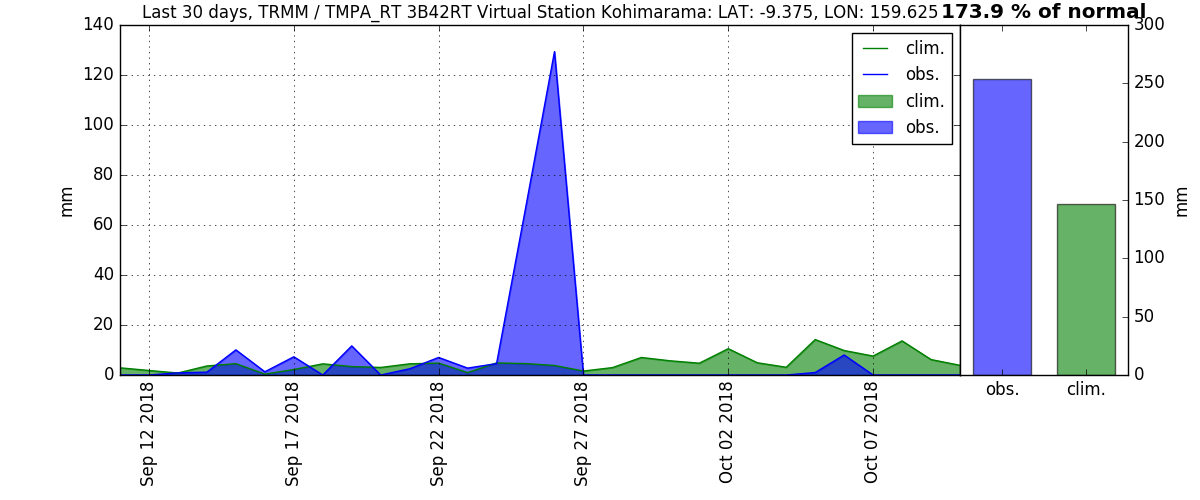 Last 30 days, TRMM / TMPA_RT 3B42RT Virtual Station Kohimarama: LAT: -9.375, LON: 159.625 173.9 % of normal
140
120
100
80
60
40
20
0
mm
clim.
obs.
clim.
obs.
Sep 12 2018
Sep 17 2018
Sep 22 2018
Sep 27 2018
Oct 02 2018
Oct 07 2018
300
250
200
150
100
50
0
mm
obs.
clim.